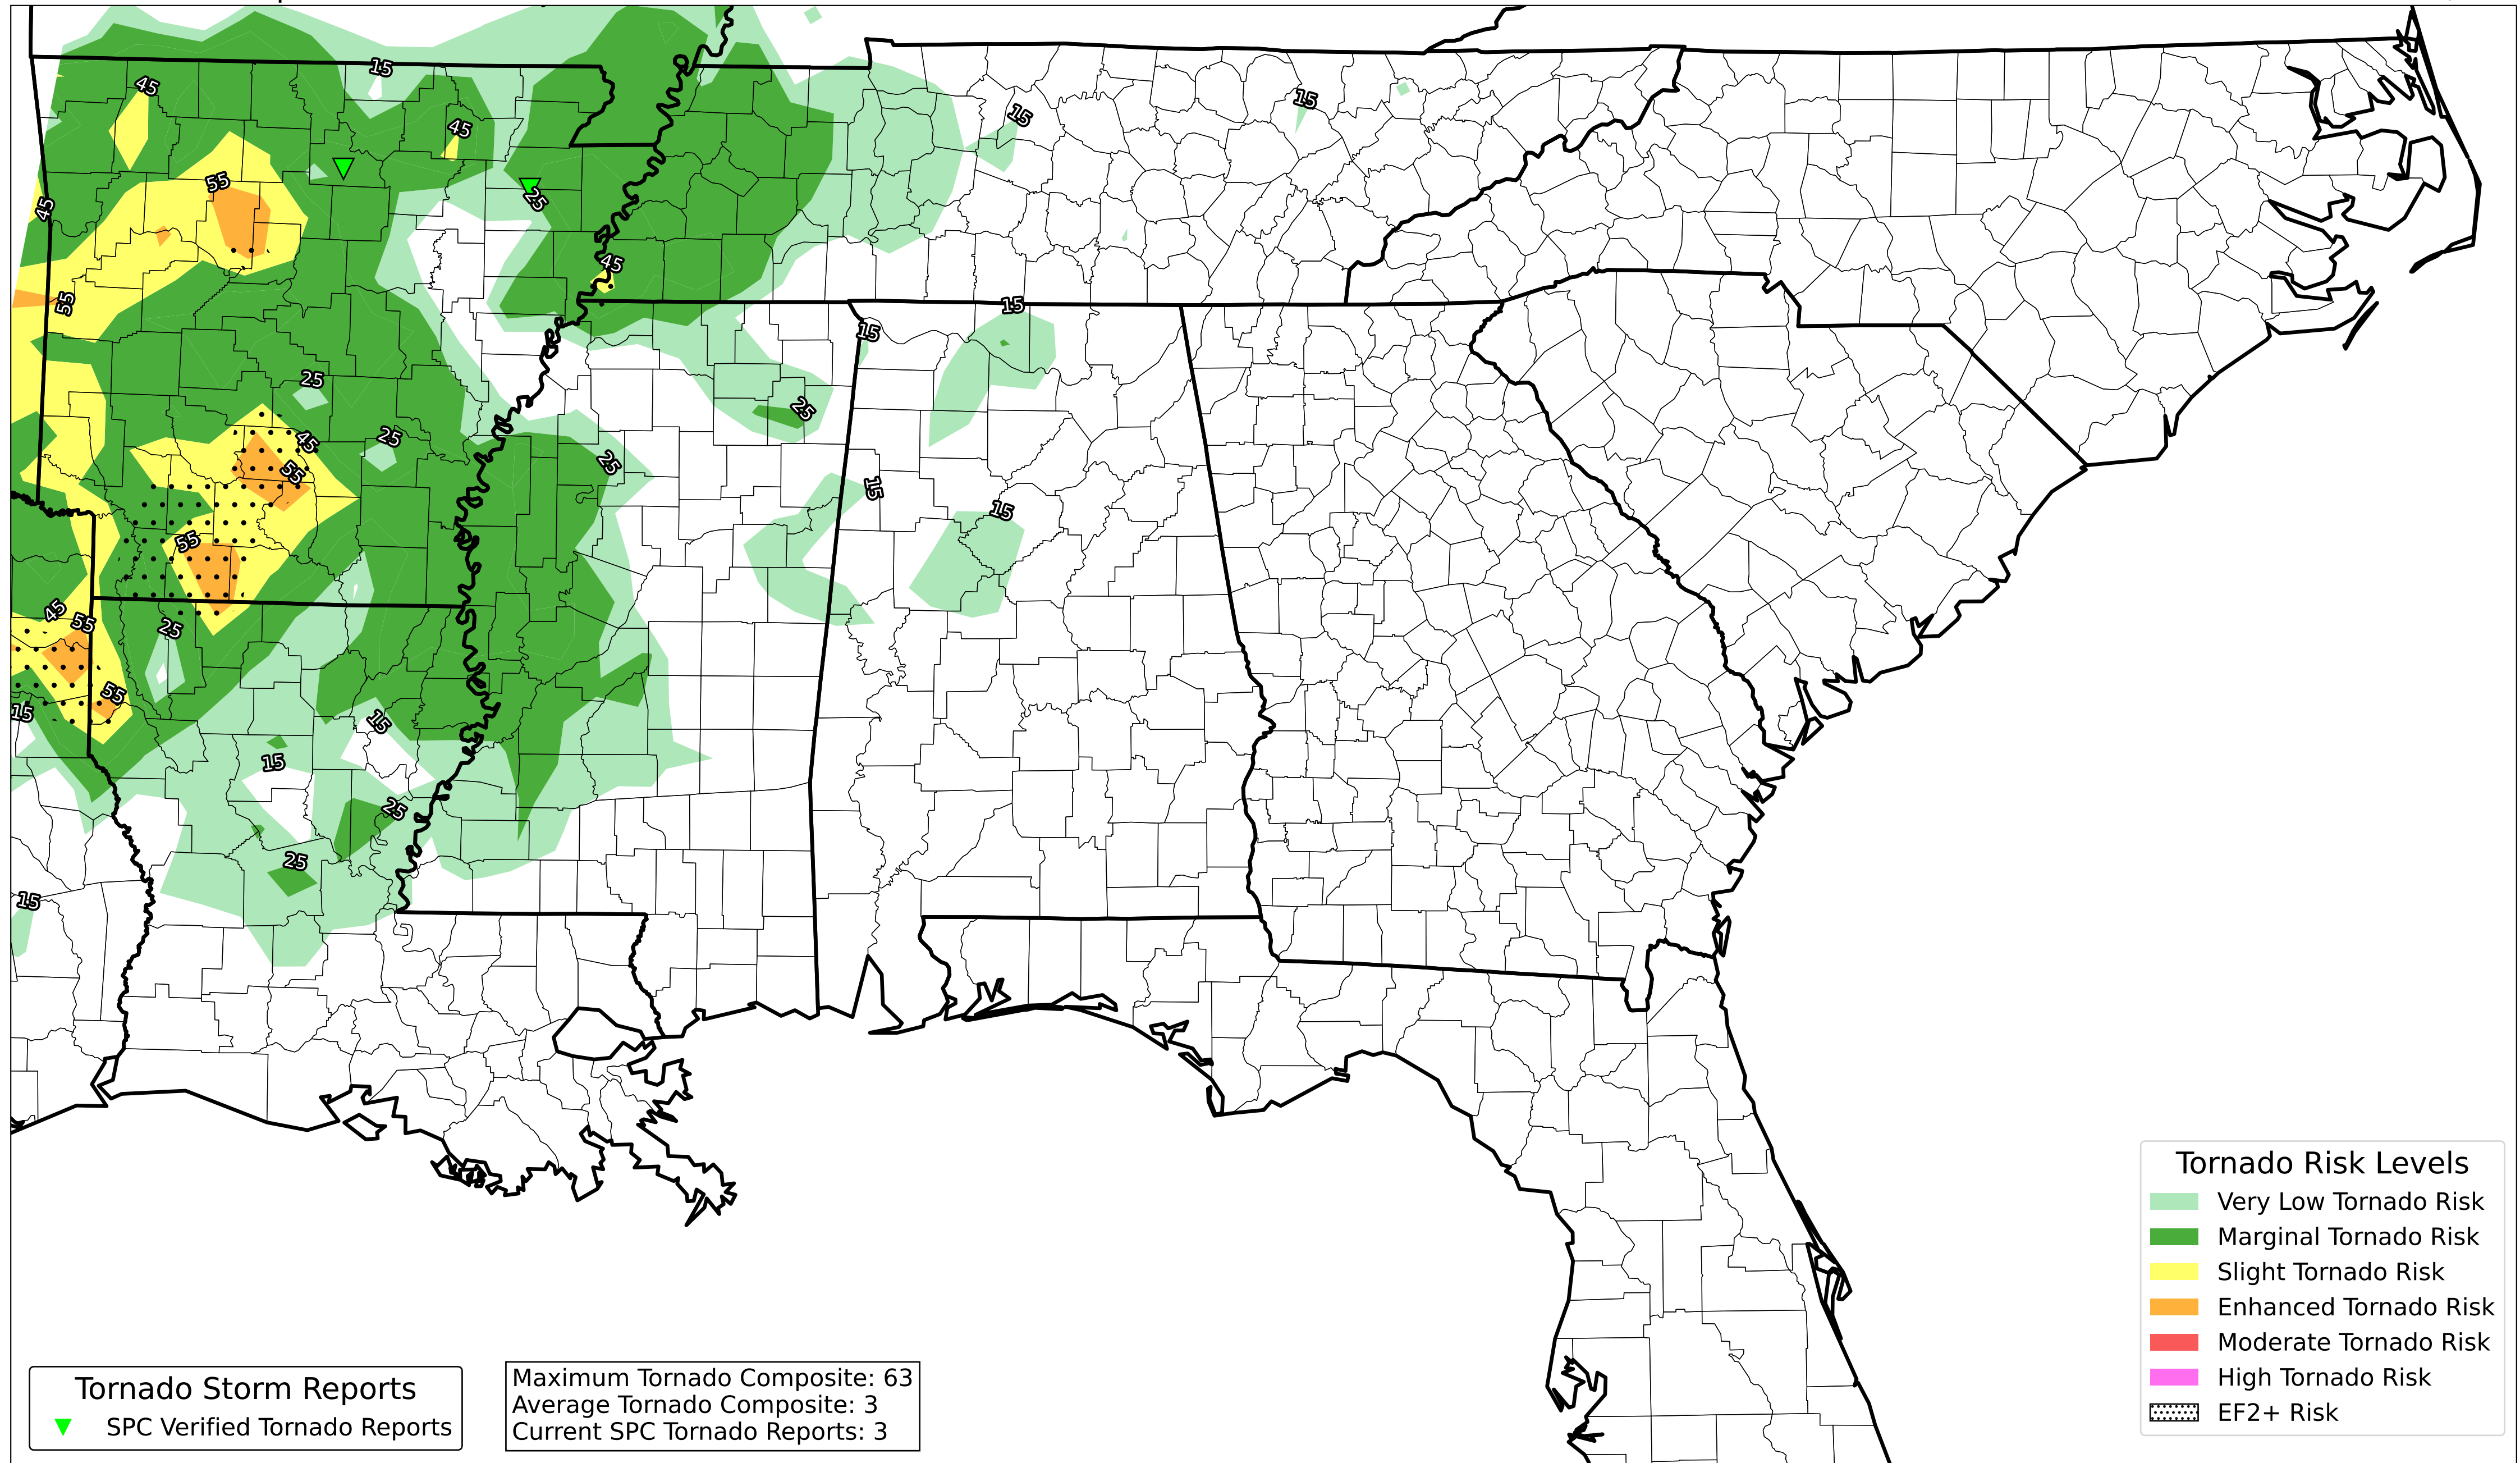 15
45
45
15
15
55
25
45
45
55
15
15
25
25
45
25
25
55
15
15
55
45
55
25
55
15
15
15
25
25
15
Tornado Risk Levels
Very Low Tornado Risk
Marginal Tornado Risk
Slight Tornado Risk
Enhanced Tornado Risk
Moderate Tornado Risk
High Tornado Risk
EF2+ Risk
Tornado Storm Reports
SPC Verified Tornado Reports
Maximum Tornado Composite: 63
Average Tornado Composite: 3
Current SPC Tornado Reports: 3